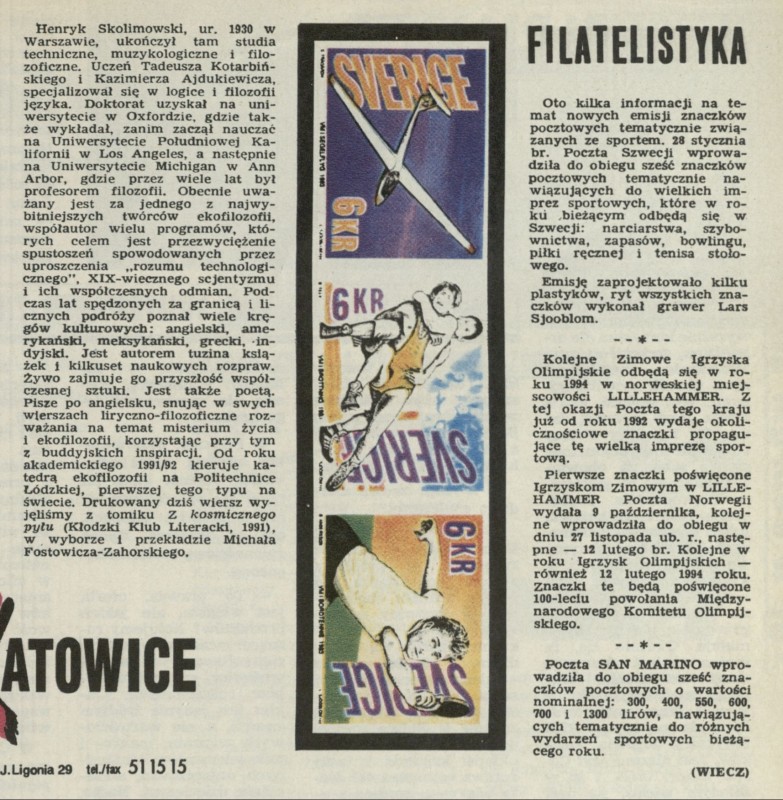 Henryk Skolimowski, ur. 1930 w
Warszawie, ukończył tam studia
techniczne, muzykologiczne i filo-
zoficzne. Uczeń Tadeusza Kotarbiń-
skiego i Kazimierza Ajdukiewicza,
specjalizował się w logice i filozofii
języka. Doktorat uzyskał na uni-
wersytecie w Oxfordzie, gdzie tak-
że wykładał, zanim zaczął nauczać
na Uniwersytecie Południowej Ka-
lifornii w Los Angeles, a następnie
na Uniwersytecie Michigan w Ann
Arbor, gdzie przez wiele lat był
profesorem filozofii. Obecnie uwa-
żany jest za jednego z najwy-
bitniejszych twórców ekofilozofii,
współautor wielu programów, któ-
rych celem jest przezwyciężenie
spustoszeń spowodowanych przez
uproszczenia „rozumu technologi-
cznego", XIX-wiecznego scjentyzmu
i ich współczesnych odmian. Pod-
czas lat spędzonych za granicą i li-
cznych podróży poznał wiele krę-
gów kulturowych: angielski, ame-
rykański, meksykański, grecki, in-
dyjski. Jest autorem tuzina ksią-
żek i kilkuset naukowych rozpraw.
Żywo zajmuje go przyszłość współ-
czesnej sztuki. Jest także poetą.
Pisze po angielsku, snując w swych
wierszach liryczno-filozoficzne roz-
ważania na temat misterium życia
i ekofilozofii, korzystając przy tym
z buddyjskich inspiracji. Od roku
akademickiego 1991/92 kieruje ka-
tedrą ekofilozofii na Politechnice
Łódzkiej, pierwszej tego typu na
świecie. Drukowany dziś wiersz wy-
jęliśmy z tomiku Z kosmicznego
pyłu (Kłodzki Klub Literacki, 1991),
w wyborze i przekładzie Michała
Fostowicza-Zahorskiego.
ATOWICE
J. Ligonia 29 tel./fax 51 15 15
SVERIGE
6KR
6KR
SVERIGE
6KR
SVERIGE
FILATELISTYKA
Oto kilka informacji na te-
mat nowych emisji znaczków
pocztowych tematycznie zwią-
zanych ze sportem. 28 stycznia
br. Poczta Szwecji wprowa-
dziła do obiegu sześć znaczków
pocztowych tematycznie na-
wiązujących do wielkich im-
prez sportowych, które w ro-
ku bieżącym odbędą się w
Szwecji: narciarstwa, szybo-
wnictwa, zapasów, bowlingu,
piłki ręcznej i tenisa stoło-
wego.
Emisję zaprojektowało kilku
plastyków, ryt wszystkich zna-
czków wykonał grawer Lars
Sjooblom.
--*--
Kolejne Zimowe Igrzyska
Olimpijskie odbędą się w ro-
ku 1994 w norweskiej miej-
scowości LILLEHAMMER. Z
tej okazji Poczta tego kraju
już od roku 1992 wydaje okoli-
cznościowe znaczki propagu-
jące tę wielką imprezę spor-
tową.
Pierwsze znaczki poświęcone
Igrzyskom Zimowym w LILLE-
HAMMER Poczta Norwegii
wydała 9 października, kolej-
ne wprowadziła do obiegu w
dniu 27 listopada ub. r., nastę-
pne — 12 lutego br. Kolejne w
roku Igrzysk Olimpijskich —
również 12 lutego 1994 roku.
Znaczki te będą poświęcone
100-leciu powołania Między-
narodowego Komitetu Olimpij-
skiego.
--*--
Poczta SAN MARINO wpro-
wadziła do obiegu sześć zna-
czków pocztowych o wartości
nominalnej: 300, 400, 550, 600,
700 i 1300 lirów, nawiązują-
cych tematycznie do różnych
wydarzeń sportowych bieżą-
cego roku.
(WIECZ)